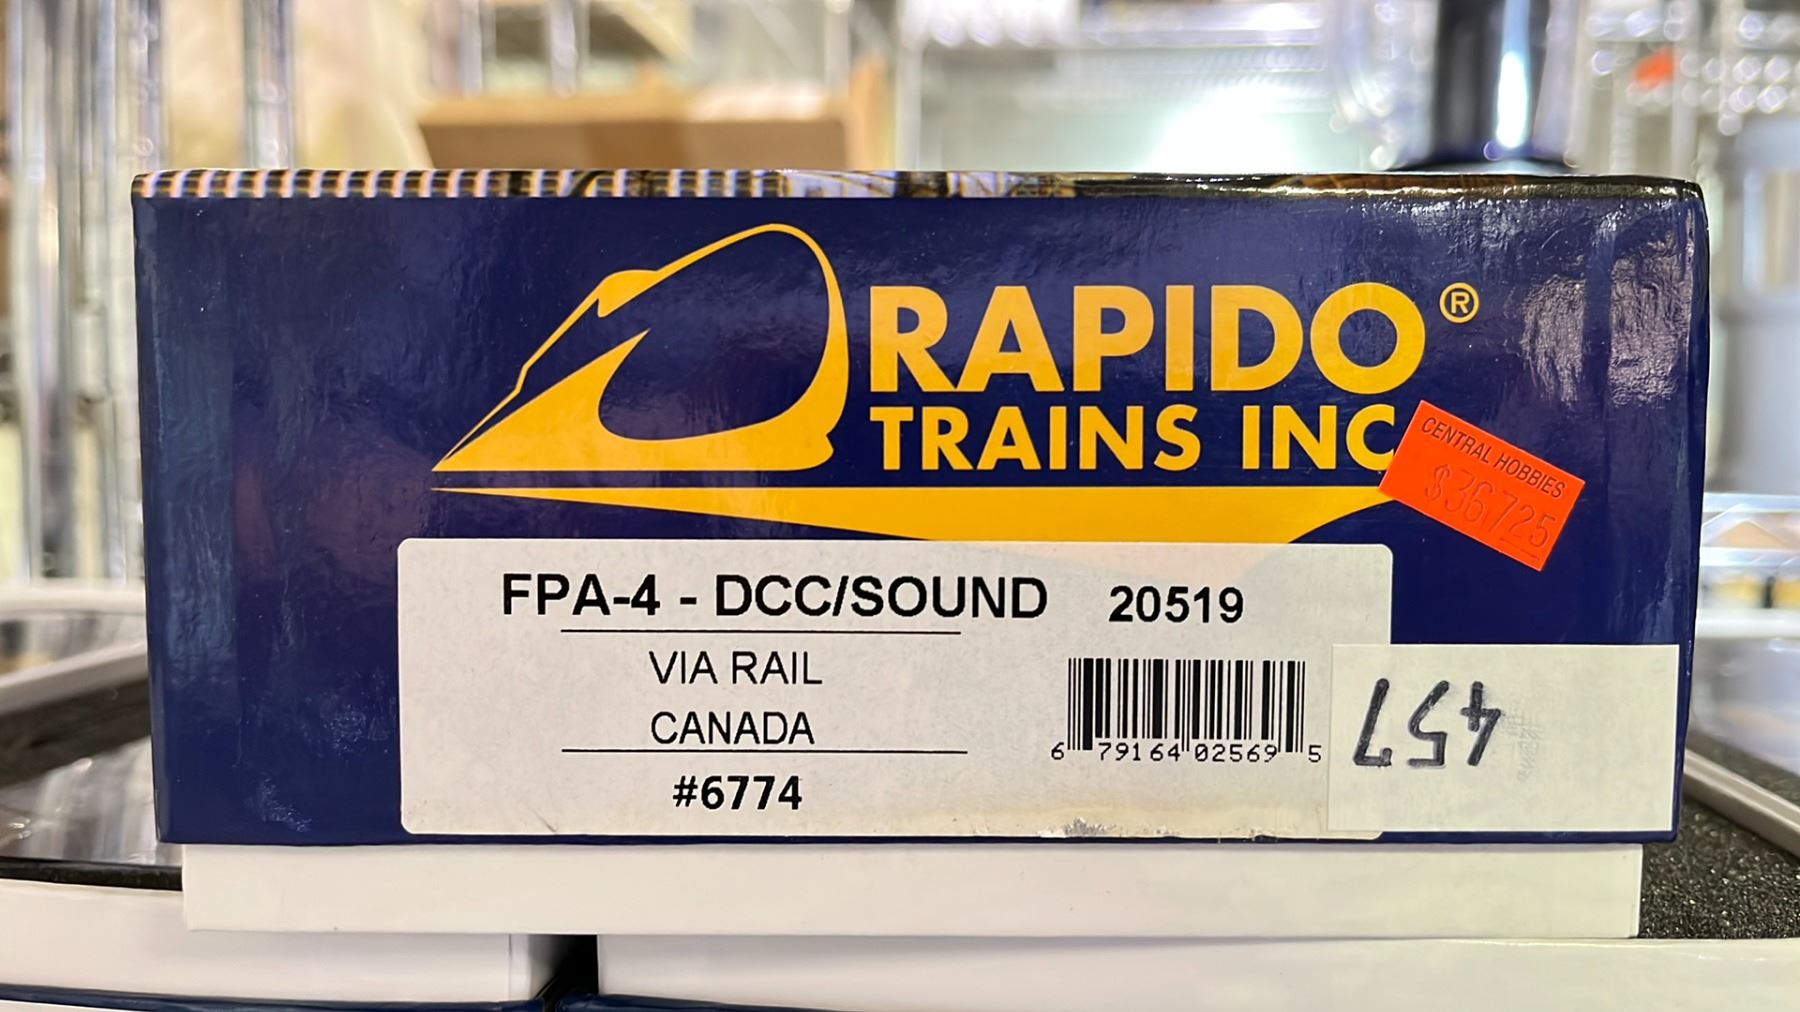 RAPIDO®
TRAINS INC
CENTRAL HOBBIES
$367.25
FPA-4 - DCC/SOUND 20519
VIA RAIL
CANADA
#6774
6 79164 02569 5
457